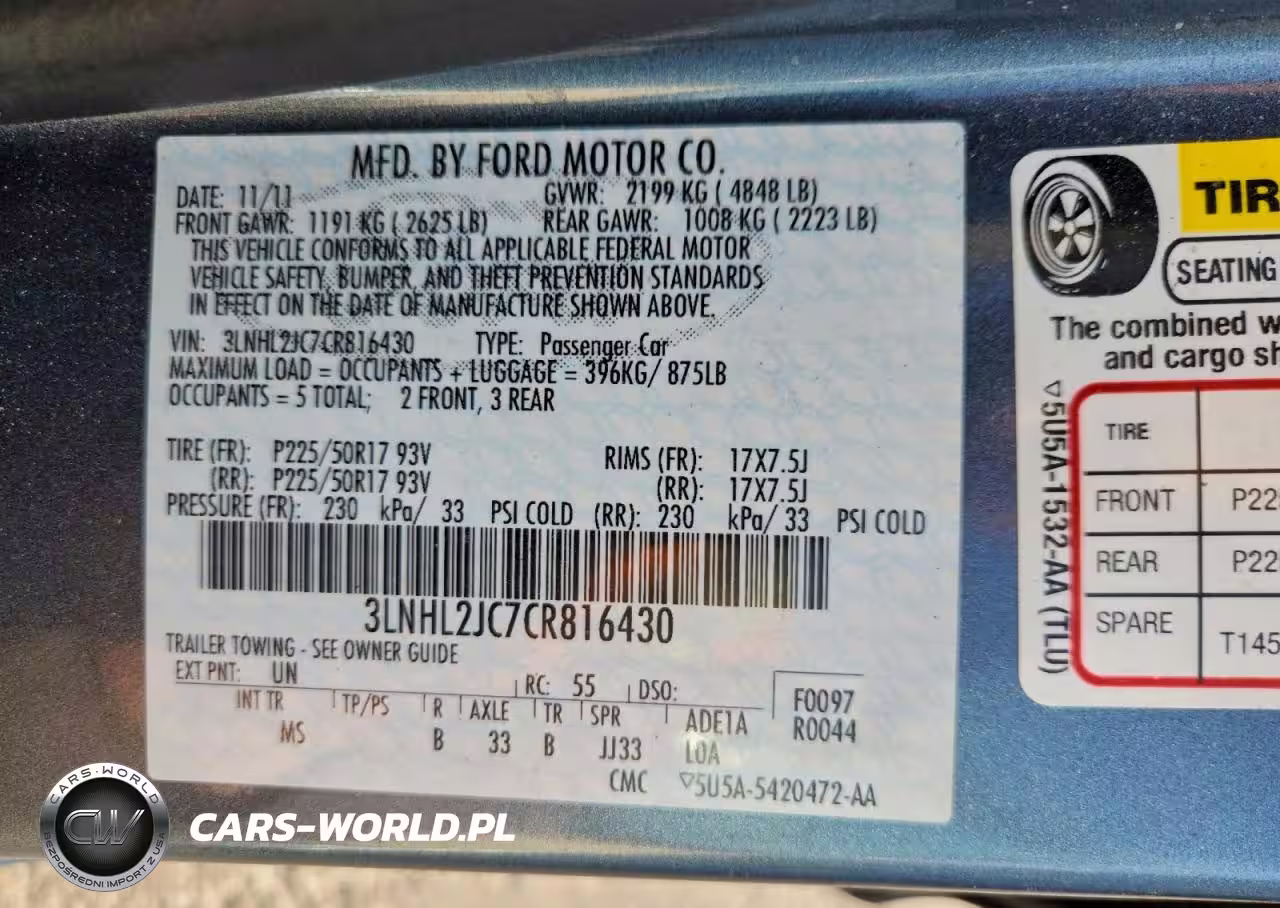 MFD. BY FORD MOTOR CO.
DATE: 11/11 GVWR: 2199 KG ( 4848 LB)
FRONT GAWR: 1191 KG ( 2625 LB) REAR GAWR: 1008 KG ( 2223 LB)
THIS VEHICLE CONFORMS TO ALL APPLICABLE FEDERAL MOTOR
VEHICLE SAFETY, BUMPER, AND THEFT PREVENTION STANDARDS
IN EFFECT ON THE DATE OF MANUFACTURE SHOWN ABOVE.
VIN: 3LNHL2JC7CR816430 TYPE: Passenger Car
MAXIMUM LOAD = OCCUPANTS + LUGGAGE = 396KG/ 875LB
OCCUPANTS = 5 TOTAL; 2 FRONT, 3 REAR
TIRE (FR): P225/50R17 93V RIMS (FR): 17X7.5J
(RR): P225/50R17 93V (RR): 17X7.5J
PRESSURE (FR): 230 kPa/ 33 PSI COLD (RR): 230 kPa/ 33 PSI COLD
3LNHL2JC7CR816430
TRAILER TOWING - SEE OWNER GUIDE
EXT PNT: UN RC: 55 DSO: F0097
INT TR TP/PS R AXLE TR SPR ADE1A R0044
MS B 33 B JJ33 LOA
CMC ▽5U5A-5420472-AA
TIR
SEATING
The combined w
and cargo sh
▽5U5A-1532-AA (TLU)
TIRE
FRONT P22
REAR P22
SPARE T145
CARS-WORLD
CW
BEZPOŚREDNI IMPORT Z USA
CARS-WORLD.PL